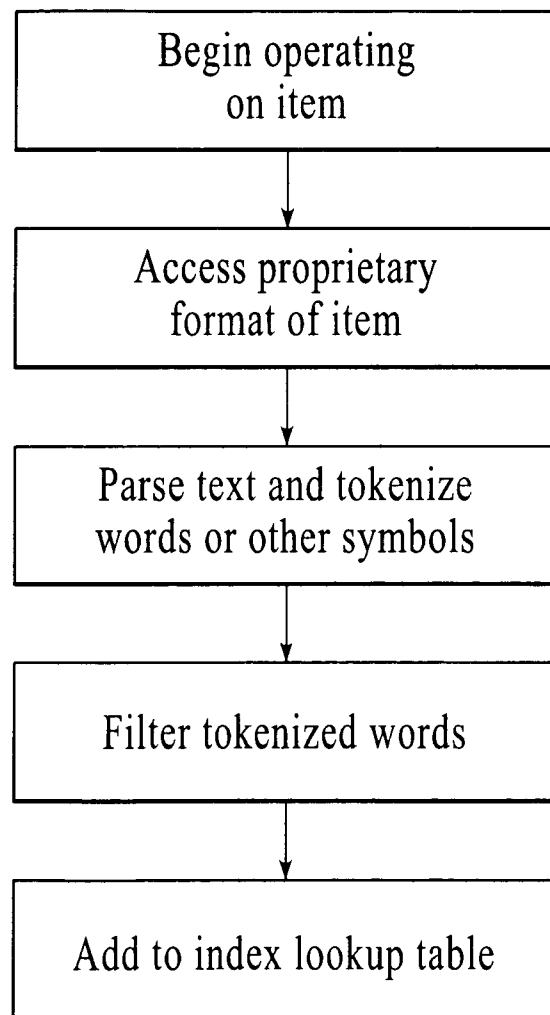 Begin operating
on item
Access proprietary
format of item
Parse text and tokenize
words or other symbols
Filter tokenized words
Add to index lookup table